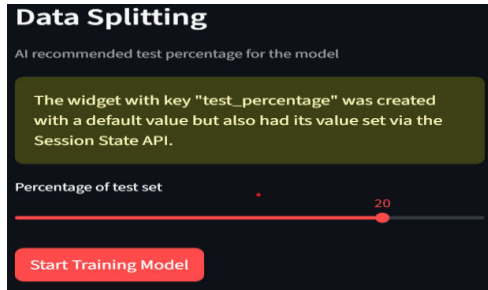 Data Splitting
AI recommended test percentage for the model
The widget with key "test_percentage" was created
with a default value but also had its value set via the
Session State API.
Percentage of test set
20
Start Training Model